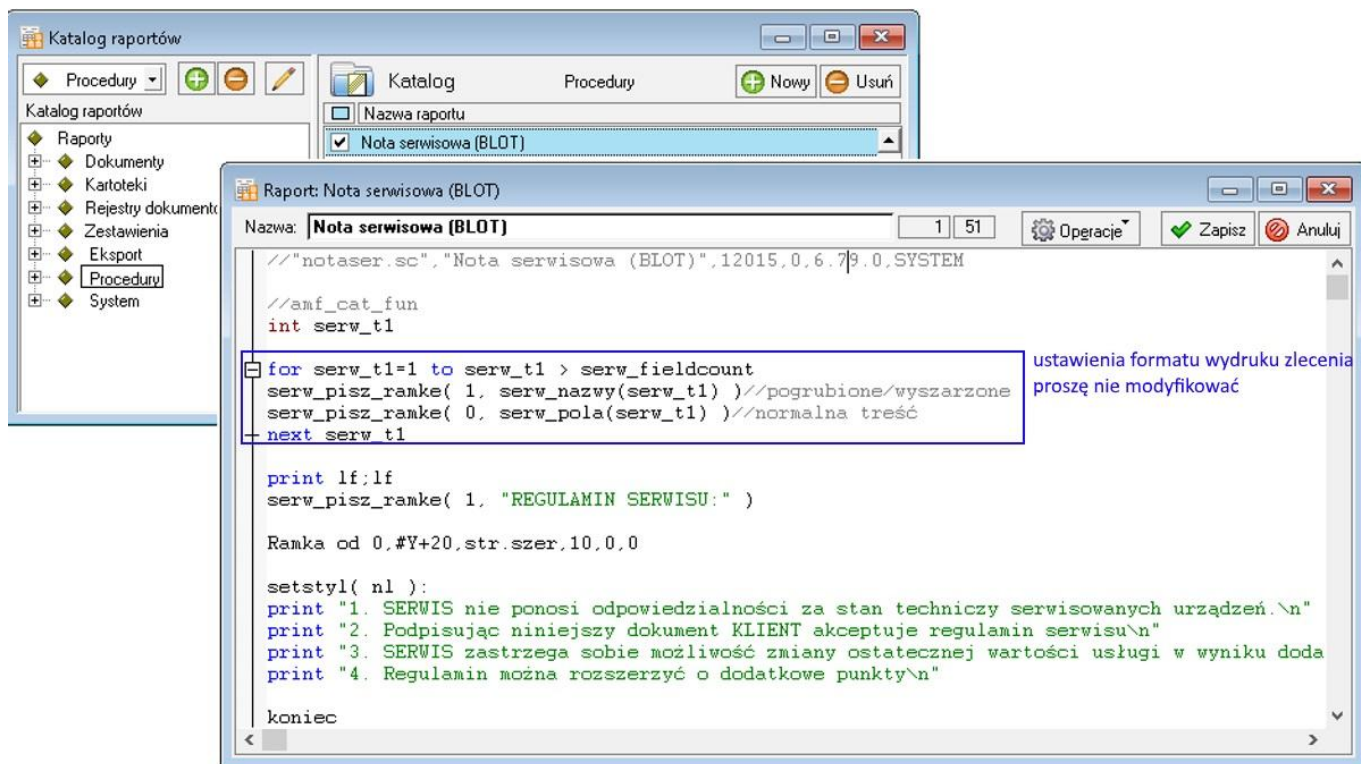 Katalog raportów
Procedury
Katalog Procedury Nowy Usuń
Katalog raportów
Nazwa raportu
Raporty
Nota serwisowa (BLOT)
Dokumenty
Kartoteki
Rejestry dokument
Zestawienia
Eksport
Procedury
System
Raport: Nota serwisowa (BLOT)
Nazwa: Nota serwisowa (BLOT) 1 51 Operacje Zapisz Anuluj
//"notaser.sc","Nota serwisowa (BLOT)",12015,0,6.79.0,SYSTEM
//amf_cat_fun
int serw_t1
for serw_t1=1 to serw_t1 > serw_fieldcount
serw_pisz_ramke( 1, serw_nazwy(serw_t1) )//pogrubione/wyszarzone
serw_pisz_ramke( 0, serw_pola(serw_t1) )//normalna treść
next serw_t1
ustawienia formatu wydruku zlecenia
proszę nie modyfikować
print lf;lf
serw_pisz_ramke( 1, "REGULAMIN SERWISU:" )
Ramka od 0,#Y+20,str.szer,10,0,0
setstyl( nl ):
print "1. SERWIS nie ponosi odpowiedzialności za stan techniczy serwisowanych urządzeń.\n"
print "2. Podpisując niniejszy dokument KLIENT akceptuje regulamin serwisu\n"
print "3. SERWIS zastrzega sobie możliwość zmiany ostatecznej wartości usługi w wyniku doda
print "4. Regulamin można rozszerzyć o dodatkowe punkty\n"
koniec